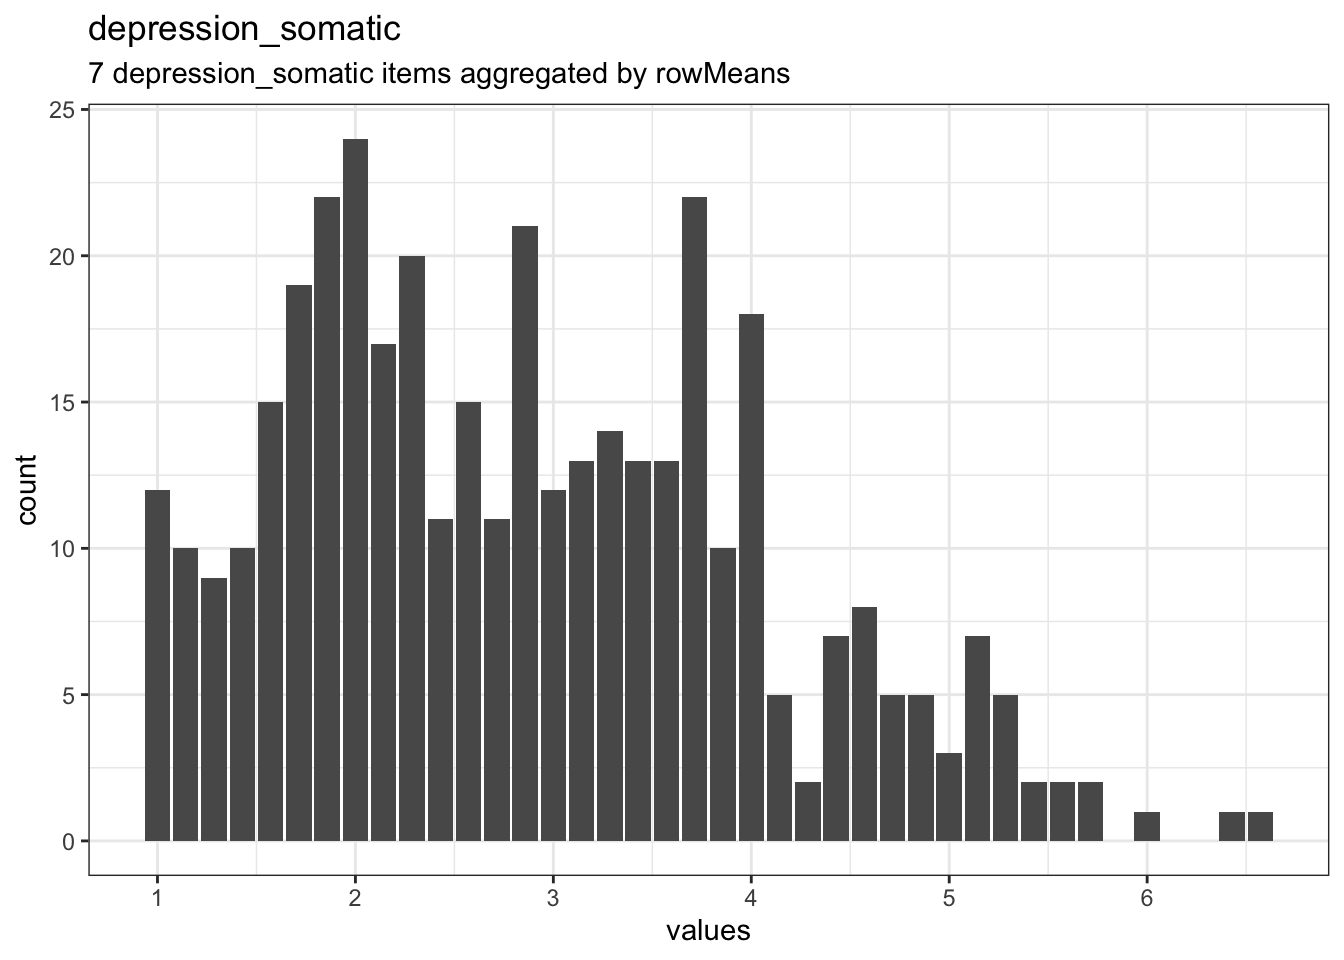 depression_somatic
7 depression_somatic items aggregated by rowMeans
25
20
15
10
5
0
count
1 2 3 4 5 6
values